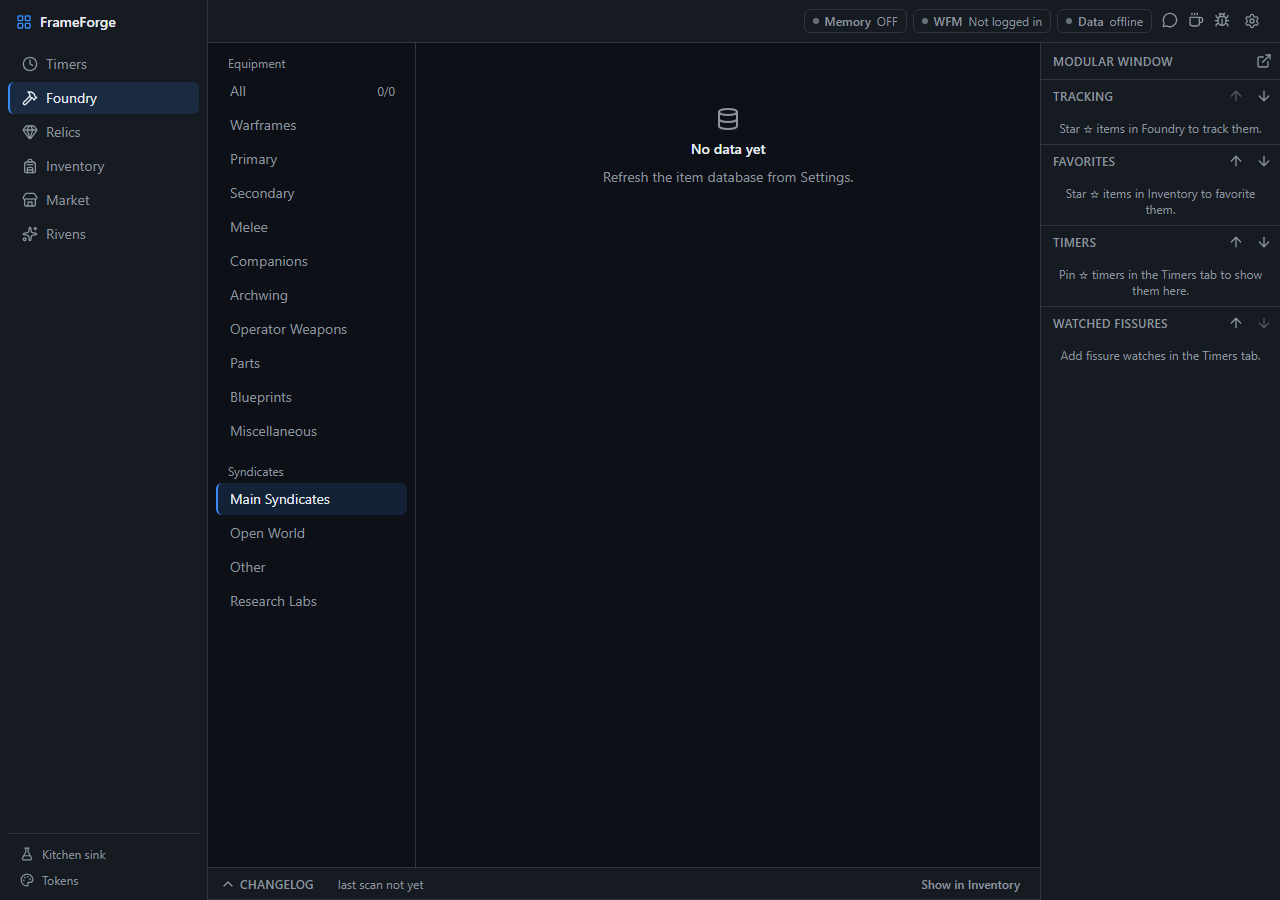 FrameForge
Memory OFF
WFM Not logged in
Data offline
Timers
Foundry
Relics
Inventory
Market
Rivens
Kitchen sink
Tokens
Equipment
All 0/0
Warframes
Primary
Secondary
Melee
Companions
Archwing
Operator Weapons
Parts
Blueprints
Miscellaneous
Syndicates
Main Syndicates
Open World
Other
Research Labs
No data yet
Refresh the item database from Settings.
CHANGELOG last scan not yet Show in Inventory
MODULAR WINDOW
TRACKING
Star ☆ items in Foundry to track them.
FAVORITES
Star ☆ items in Inventory to favorite
them.
TIMERS
Pin ☆ timers in the Timers tab to show
them here.
WATCHED FISSURES
Add fissure watches in the Timers tab.